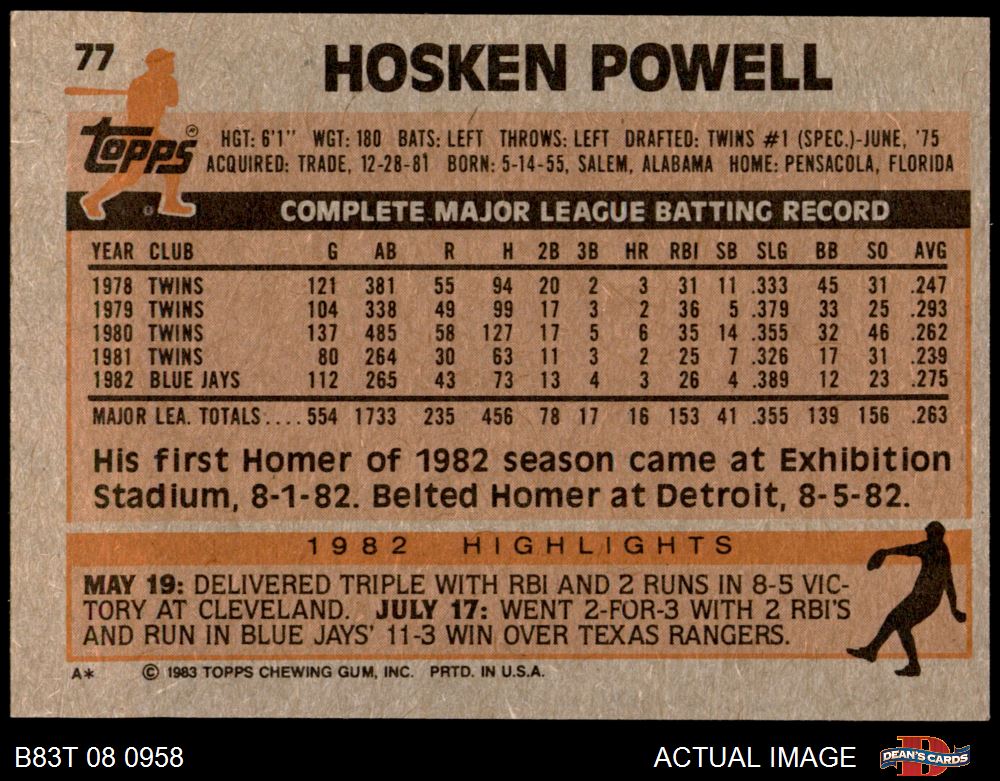 77
HOSKEN POWELL
Topps®
HGT: 6'1" WGT: 180 BATS: LEFT THROWS: LEFT DRAFTED: TWINS #1 (SPEC.)-JUNE, '75
ACQUIRED: TRADE, 12-28-81 BORN: 5-14-55, SALEM, ALABAMA HOME: PENSACOLA, FLORIDA
COMPLETE MAJOR LEAGUE BATTING RECORD
YEAR CLUB G AB R H 2B 3B HR RBI SB SLG BB SO AVG
1978 TWINS 121 381 55 94 20 2 3 31 11 .333 45 31 .247
1979 TWINS 104 338 49 99 17 3 2 36 5 .379 33 25 .293
1980 TWINS 137 485 58 127 17 5 6 35 14 .355 32 46 .262
1981 TWINS 80 264 30 63 11 3 2 25 7 .326 17 31 .239
1982 BLUE JAYS 112 265 43 73 13 4 3 26 4 .389 12 23 .275
MAJOR LEA. TOTALS.... 554 1733 235 456 78 17 16 153 41 .355 139 156 .263
His first Homer of 1982 season came at Exhibition
Stadium, 8-1-82. Belted Homer at Detroit, 8-5-82.
1982 HIGHLIGHTS
MAY 19: DELIVERED TRIPLE WITH RBI AND 2 RUNS IN 8-5 VIC-
TORY AT CLEVELAND. JULY 17: WENT 2-FOR-3 WITH 2 RBI'S
AND RUN IN BLUE JAYS' 11-3 WIN OVER TEXAS RANGERS.
A* © 1983 TOPPS CHEWING GUM, INC. PRTD. IN U.S.A.
B83T 08 0958 ACTUAL IMAGE DEAN'S CARDS